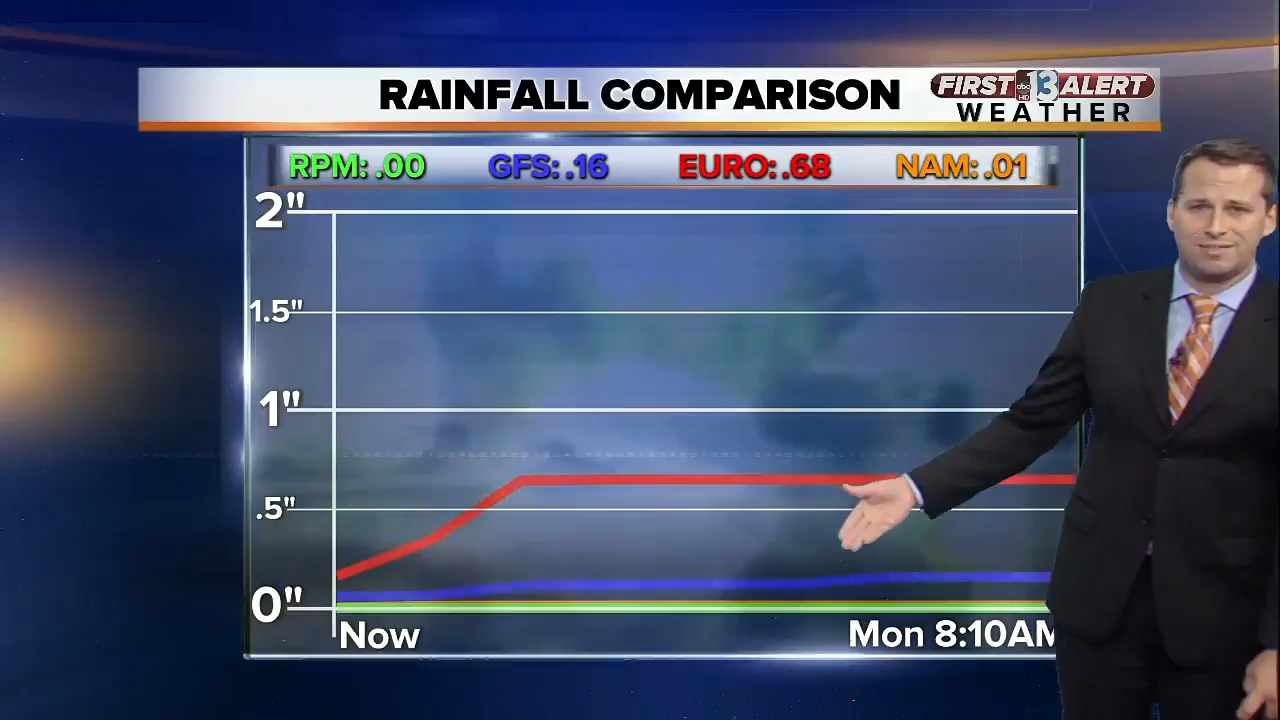 RAINFALL COMPARISON
FIRST abc HD 13 ALERT
WEATHER
RPM: .00 GFS: .16 EURO: .68 NAM: .01
2"
1.5"
1"
.5"
0"
Now Mon 8:10AM